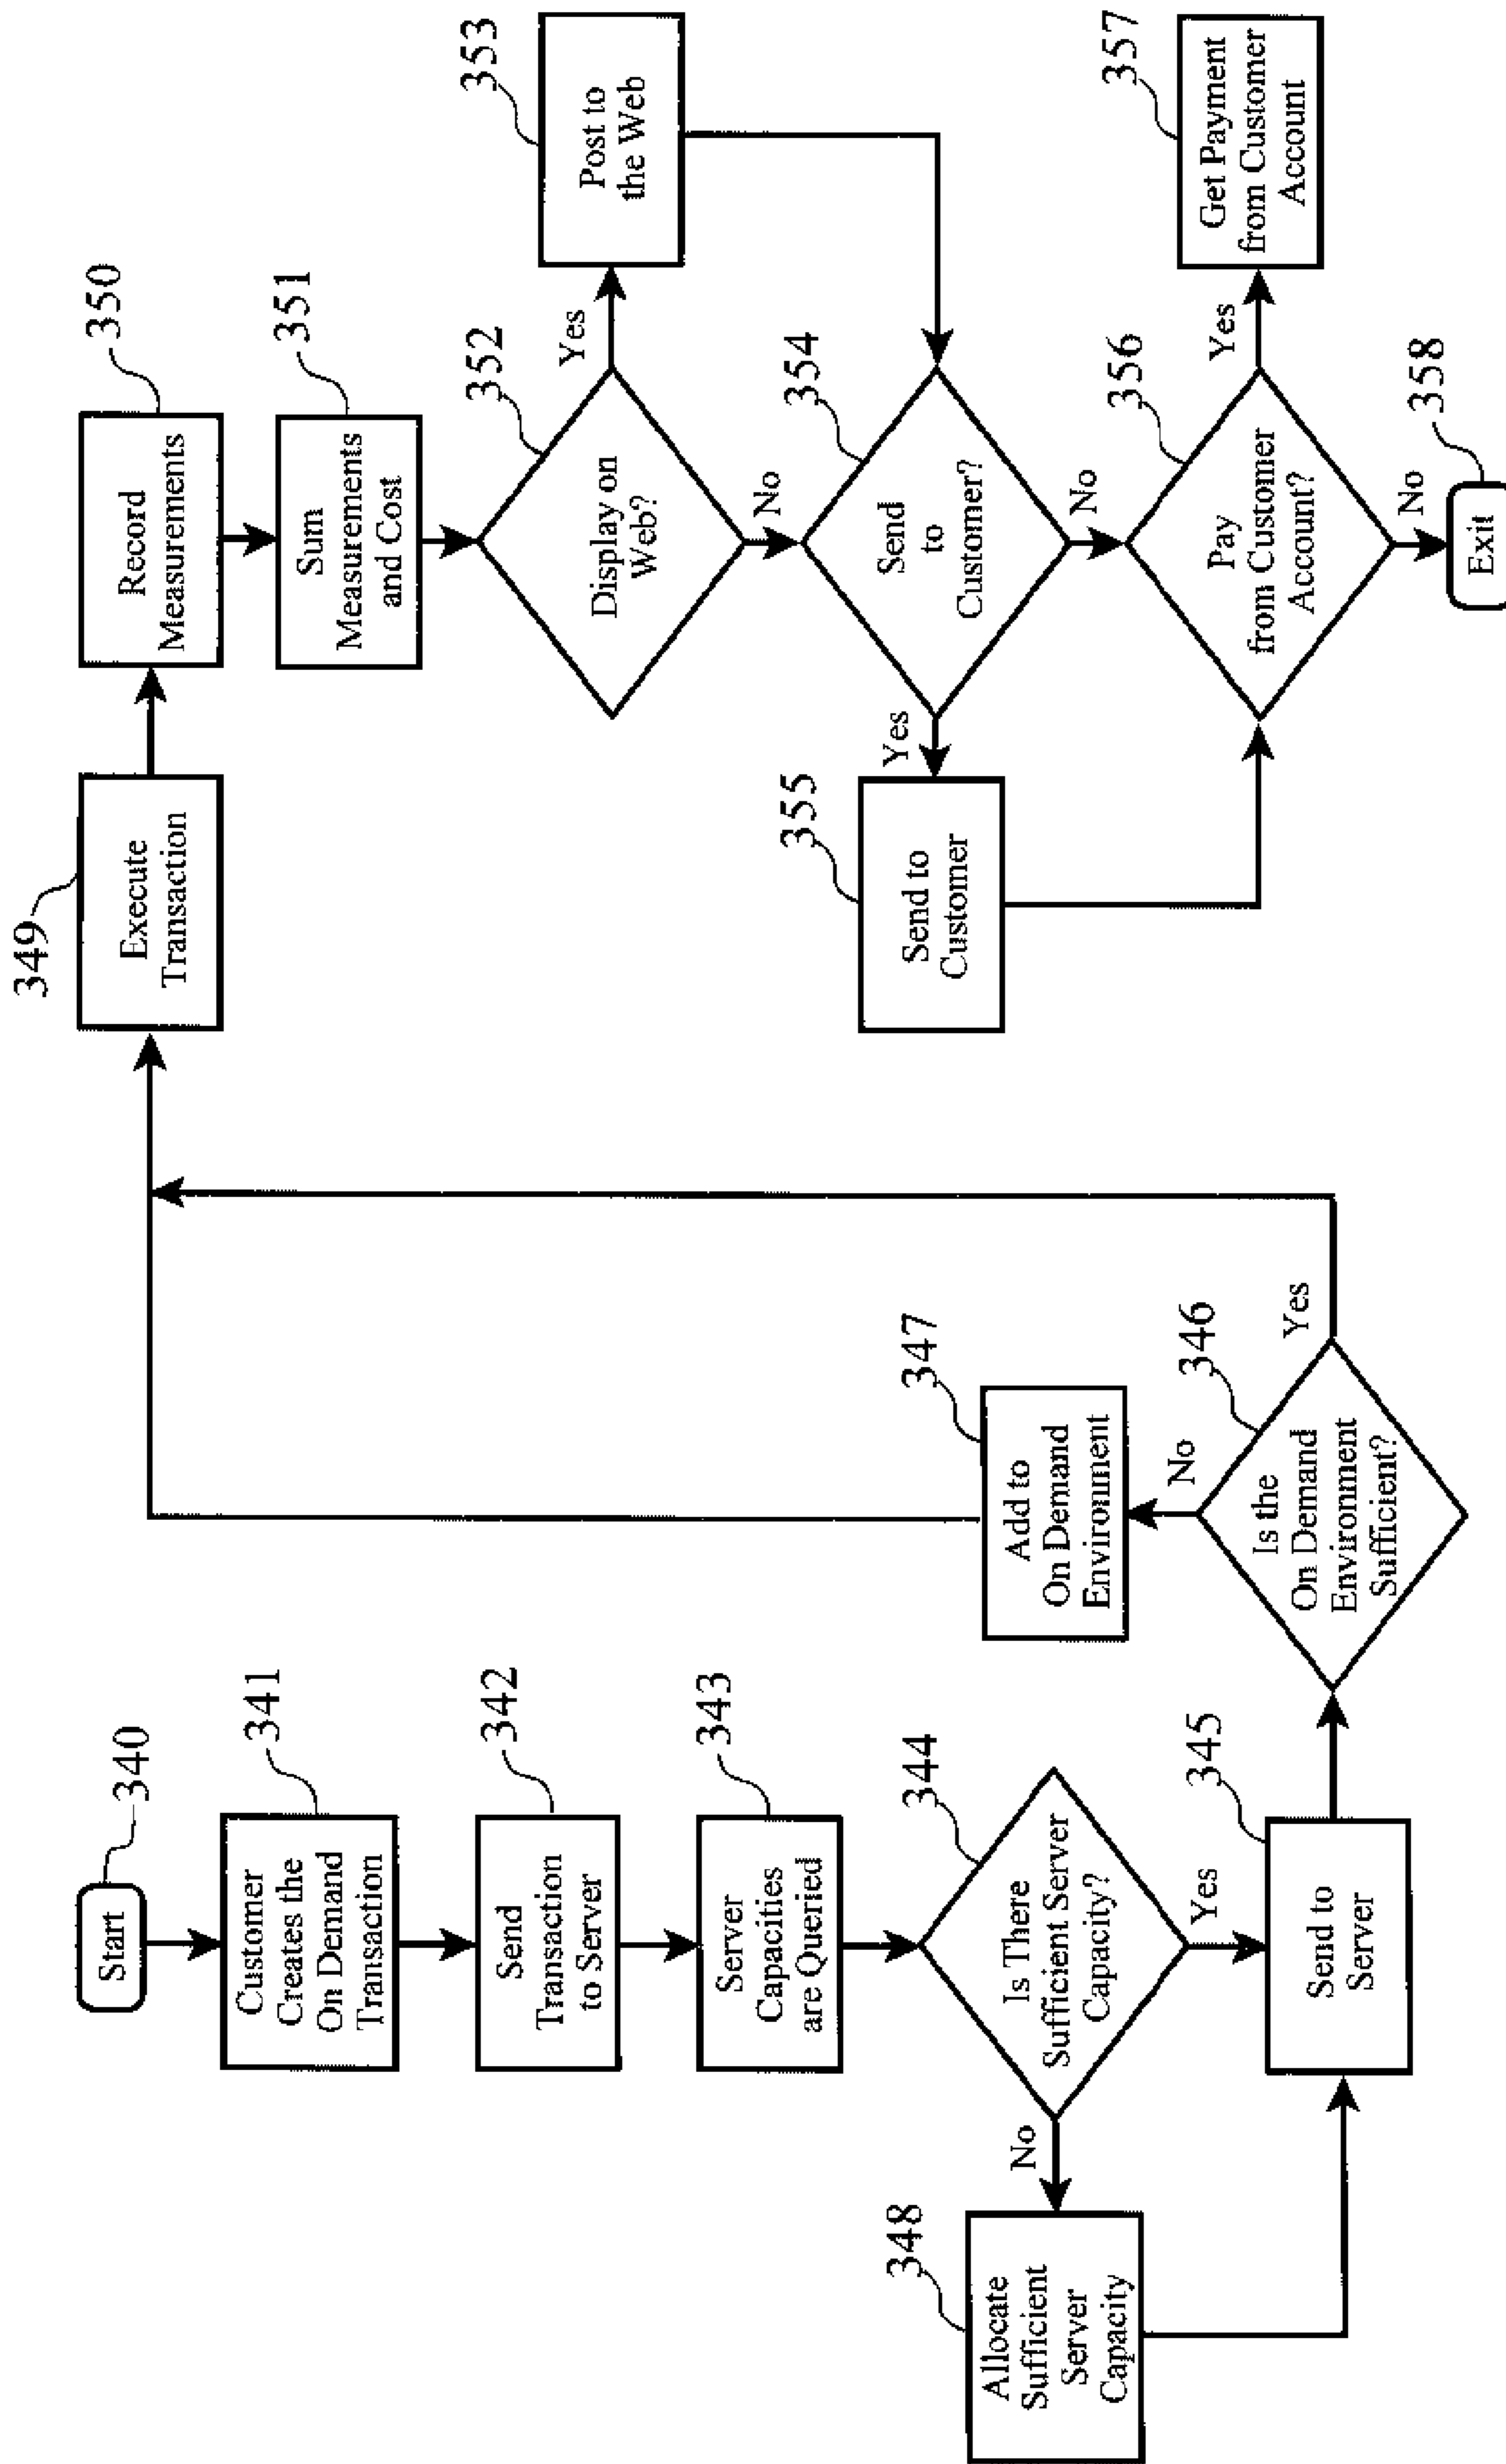 340
Start
341
Customer
Creates the
On Demand
Transaction
342
Send
Transaction
to Server
343
Server
Capacities
are Queried
344
Is There
Sufficient Server
Capacity?
No
Yes
348
Allocate
Sufficient
Server
Capacity
345
Send to
Server
346
Is the
On Demand
Environment
Sufficient?
No
Yes
347
Add to
On Demand
Environment
349
Execute
Transaction
350
Record
Measurements
351
Sum
Measurements
and Cost
352
Display on
Web?
Yes
No
353
Post to
the Web
354
Send
to
Customer?
Yes
No
355
Send to
Customer
356
Pay
from Customer
Account?
Yes
No
357
Get Payment
from Customer
Account
358
Exit